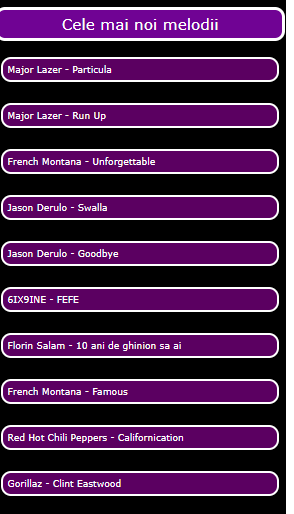 Cele mai noi melodii
Major Lazer - Particula
Major Lazer - Run Up
French Montana - Unforgettable
Jason Derulo - Swalla
Jason Derulo - Goodbye
6IX9INE - FEFE
Florin Salam - 10 ani de ghinion sa ai
French Montana - Famous
Red Hot Chili Peppers - Californication
Gorillaz - Clint Eastwood